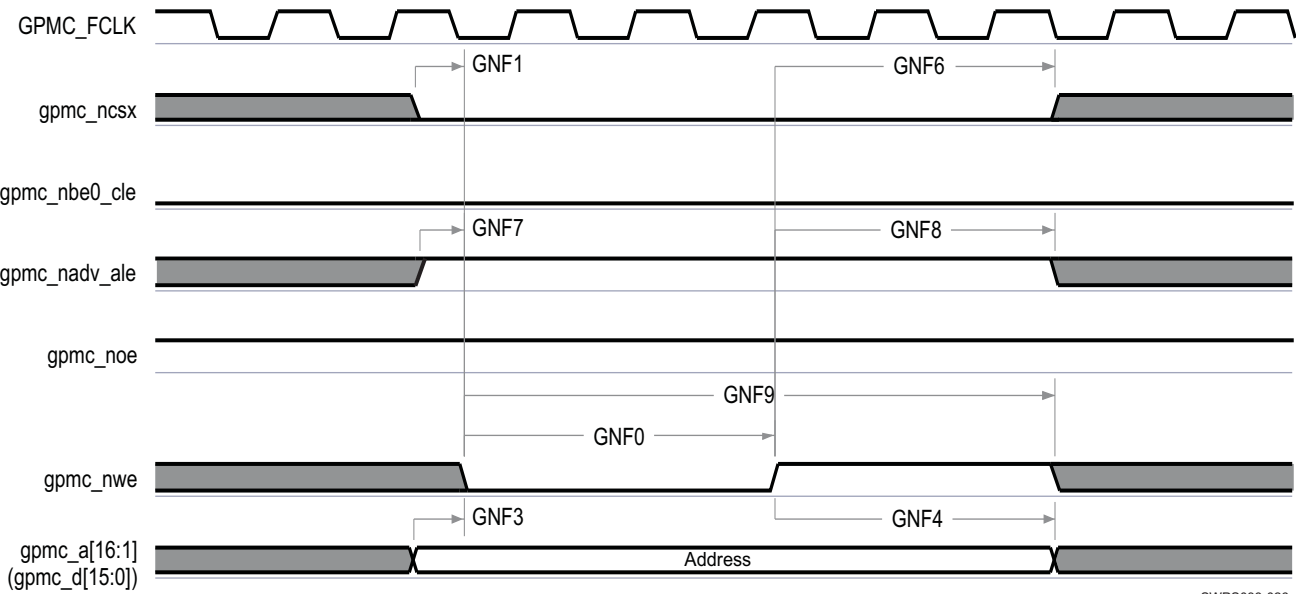 GPMC_FCLK
GNF1
GNF6
gpmc_ncsx
gpmc_nbe0_cle
GNF7
GNF8
gpmc_nadv_ale
gpmc_noe
GNF9
GNF0
gpmc_nwe
GNF3
GNF4
gpmc_a[16:1]
(gpmc_d[15:0])
Address